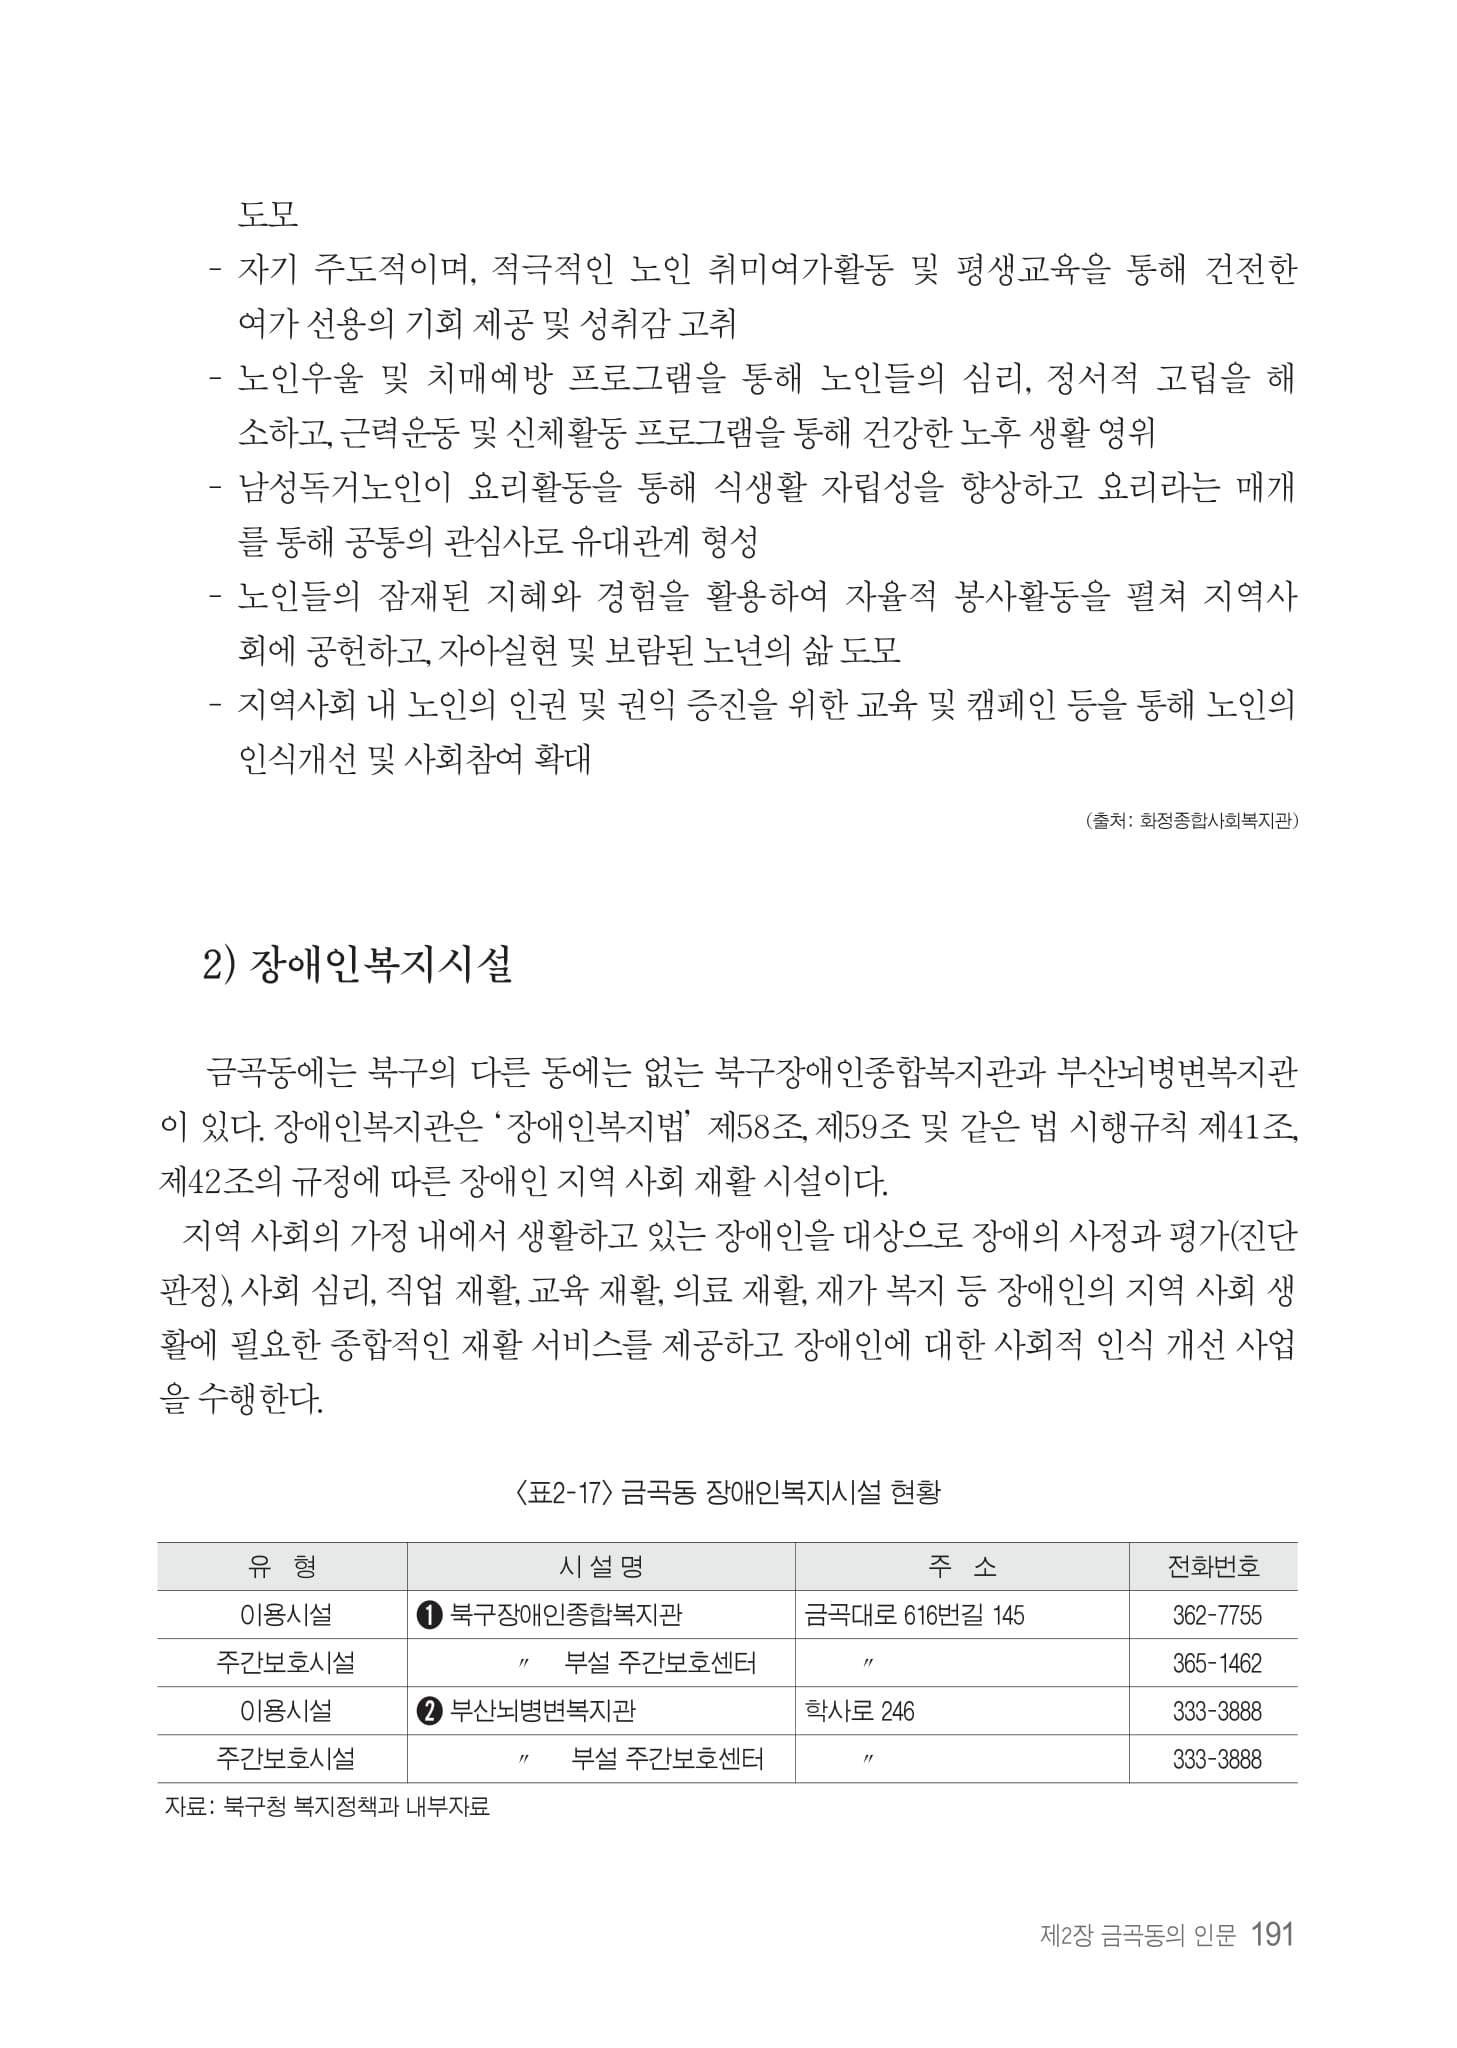 도모
- 자기 주도적이며, 적극적인 노인 취미여가활동 및 평생교육을 통해 건전한
여가 선용의 기회 제공 및 성취감 고취
- 노인우울 및 치매예방 프로그램을 통해 노인들의 심리, 정서적 고립을 해
소하고, 근력운동 및 신체활동 프로그램을 통해 건강한 노후 생활 영위
- 남성독거노인이 요리활동을 통해 식생활 자립성을 향상하고 요리라는 매개
를 통해 공통의 관심사로 유대관계 형성
- 노인들의 잠재된 지혜와 경험을 활용하여 자율적 봉사활동을 펼쳐 지역사
회에 공헌하고, 자아실현 및 보람된 노년의 삶 도모
- 지역사회 내 노인의 인권 및 권익 증진을 위한 교육 및 캠페인 등을 통해 노인의
인식개선 및 사회참여 확대
(출처: 화정종합사회복지관)
2) 장애인복지시설
금곡동에는 북구의 다른 동에는 없는 북구장애인종합복지관과 부산뇌병변복지관
이 있다. 장애인복지관은 ‘장애인복지법’ 제58조, 제59조 및 같은 법 시행규칙 제41조,
제42조의 규정에 따른 장애인 지역 사회 재활 시설이다.
지역 사회의 가정 내에서 생활하고 있는 장애인을 대상으로 장애의 사정과 평가(진단
판정), 사회 심리, 직업 재활, 교육 재활, 의료 재활, 재가 복지 등 장애인의 지역 사회 생
활에 필요한 종합적인 재활 서비스를 제공하고 장애인에 대한 사회적 인식 개선 사업
을 수행한다.
〈표2-17〉 금곡동 장애인복지시설 현황
유 형 시 설 명 주 소 전화번호
이용시설 ❶ 북구장애인종합복지관 금곡대로 616번길 145 362-7755
주간보호시설 〃 부설 주간보호센터 〃 365-1462
이용시설 ❷ 부산뇌병변복지관 학사로 246 333-3888
주간보호시설 〃 부설 주간보호센터 〃 333-3888
자료: 북구청 복지정책과 내부자료
제2장 금곡동의 인문 191